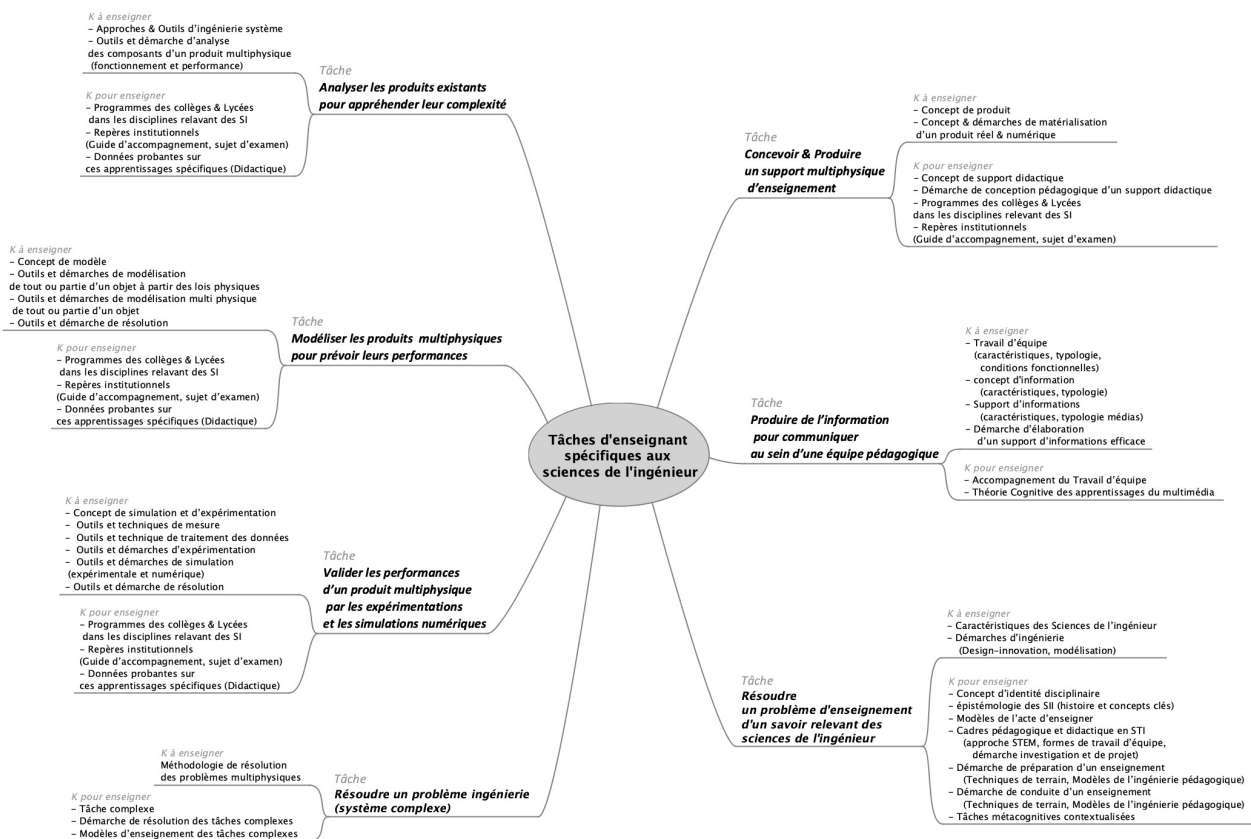 K à enseigner
– Approches & Outils d'ingénierie système
– Outils et démarche d'analyse
des composants d'un produit multiphysique
(fonctionnement et performance)
K pour enseigner
– Programmes des collèges & Lycées
dans les disciplines relavant des SI
– Repères institutionnels
(Guide d'accompagnement, sujet d'examen)
– Données probantes sur
ces apprentissages spécifiques (Didactique)
Tâche
Analyser les produits existants
pour appréhender leur complexité
K à enseigner
– Concept de modèle
– Outils et démarches de modélisation
de tout ou partie d'un objet à partir des lois physiques
– Outils et démarches de modélisation multi physique
de tout ou partie d'un objet
– Outils et démarche de résolution
K pour enseigner
– Programmes des collèges & Lycées
dans les disciplines relavant des SI
– Repères institutionnels
(Guide d'accompagnement, sujet d'examen)
– Données probantes sur
ces apprentissages spécifiques (Didactique)
Tâche
Modéliser les produits multiphysiques
pour prévoir leurs performances
K à enseigner
– Concept de simulation et d'expérimentation
– Outils et techniques de mesure
– Outils et technique de traitement des données
– Outils et démarches d'expérimentation
– Outils et démarches de simulation
(expérimentale et numérique)
– Outils et démarche de résolution
K pour enseigner
– Programmes des collèges & Lycées
dans les disciplines relavant des SI
– Repères institutionnels
(Guide d'accompagnement, sujet d'examen)
– Données probantes sur
ces apprentissages spécifiques (Didactique)
Tâche
Valider les performances
d'un produit multiphysique
par les expérimentations
et les simulations numériques
K à enseigner
Méthodologie de résolution
des problèmes multiphysiques
K pour enseigner
– Tâche complexe
– Démarche de résolution des tâches complexes
– Modèles d'enseignement des tâches complexes
Tâche
Résoudre un problème ingénierie
(système complexe)
Tâches d'enseignant
spécifiques aux
sciences de l'ingénieur
Tâche
Concevoir & Produire
un support multiphysique
d'enseignement
K à enseigner
– Concept de produit
– Concept & démarches de matérialisation
d'un produit réel & numérique
K pour enseigner
– Concept de support didactique
– Démarche de conception pédagogique d'un support didactique
– Programmes des collèges & Lycées
dans les disciplines relevant des SI
– Repères institutionnels
(Guide d'accompagnement, sujet d'examen)
Tâche
Produire de l'information
pour communiquer
au sein d'une équipe pédagogique
K à enseigner
– Travail d'équipe
(caractéristiques, typologie,
conditions fonctionnelles)
– concept d'information
(caractéristiques, typologie)
– Support d'informations
(caractéristiques, typologie médias)
– Démarche d'élaboration
d'un support d'informations efficace
K pour enseigner
– Accompagnement du Travail d'équipe
– Théorie Cognitive des apprentissages du multimédia
Tâche
Résoudre
un problème d'enseignement
d'un savoir relevant des
sciences de l'ingénieur
K à enseigner
– Caractéristiques des Sciences de l'ingénieur
– Démarches d'ingénierie
(Design-innovation, modélisation)
K pour enseigner
– Concept d'identité disciplinaire
– épistémologie des SII (histoire et concepts clés)
– Modèles de l'acte d'enseigner
– Cadres pédagogique et didactique en STI
(approche STEM, formes de travail d'équipe,
démarche investigation et de projet)
– Démarche de préparation d'un enseignement
(Techniques de terrain, Modèles de l'ingénierie pédagogique)
– Démarche de conduite d'un enseignement
(Techniques de terrain, Modèles de l'ingénierie pédagogique)
– Tâches métacognitives contextualisées